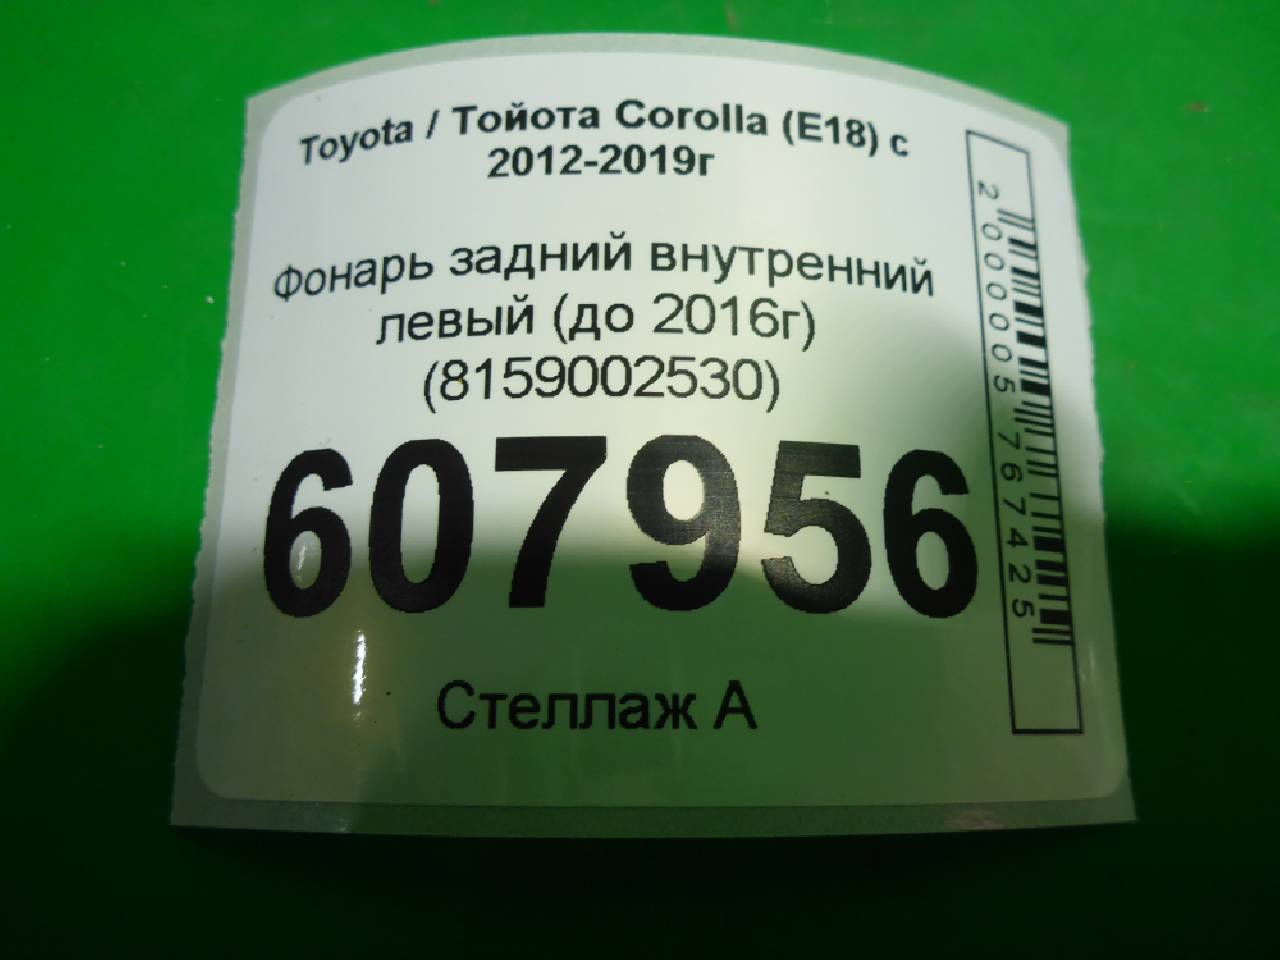 Toyota / Тойота Corolla (E18) с
2012-2019г
Фонарь задний внутренний
левый (до 2016г)
(8159002530)
607956
Стеллаж А
2000005767425